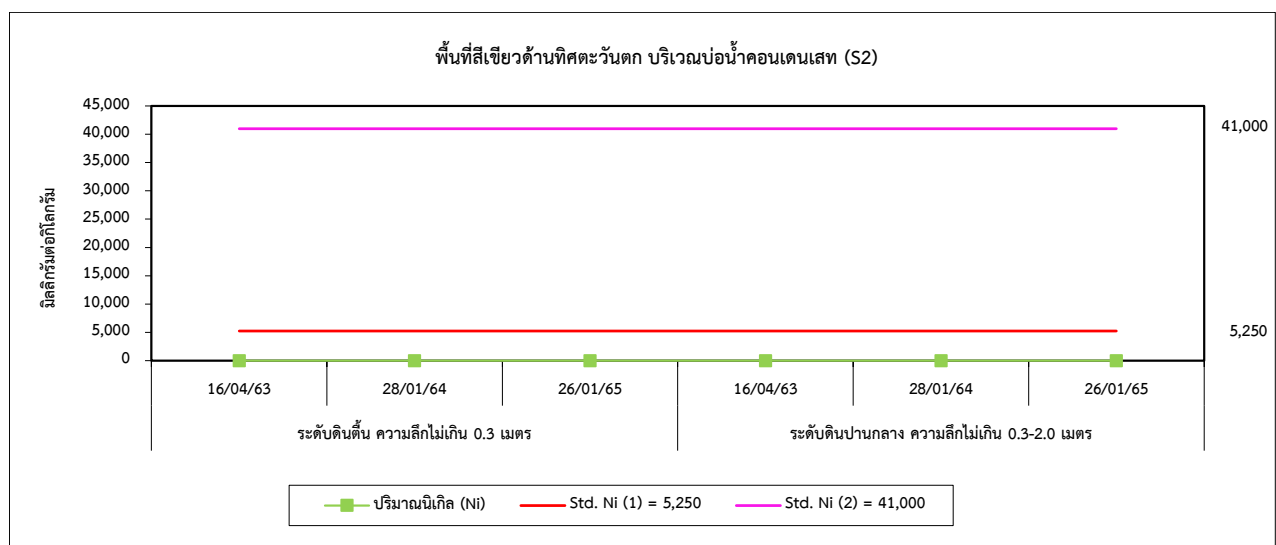 พื้นที่สีเขียวด้านทิศตะวันตก บริเวณบ่อน้ำคอนเดนเสท (S2)
มิลลิกรัมต่อกิโลกรัม
45,000
40,000
35,000
30,000
25,000
20,000
15,000
10,000
5,000
0
41,000
5,250
16/04/63 28/01/64 26/01/65 16/04/63 28/01/64 26/01/65
ระดับดินตื้น ความลึกไม่เกิน 0.3 เมตร ระดับดินปานกลาง ความลึกไม่เกิน 0.3-2.0 เมตร
ปริมาณนิเกิล (Ni) Std. Ni (1) = 5,250 Std. Ni (2) = 41,000